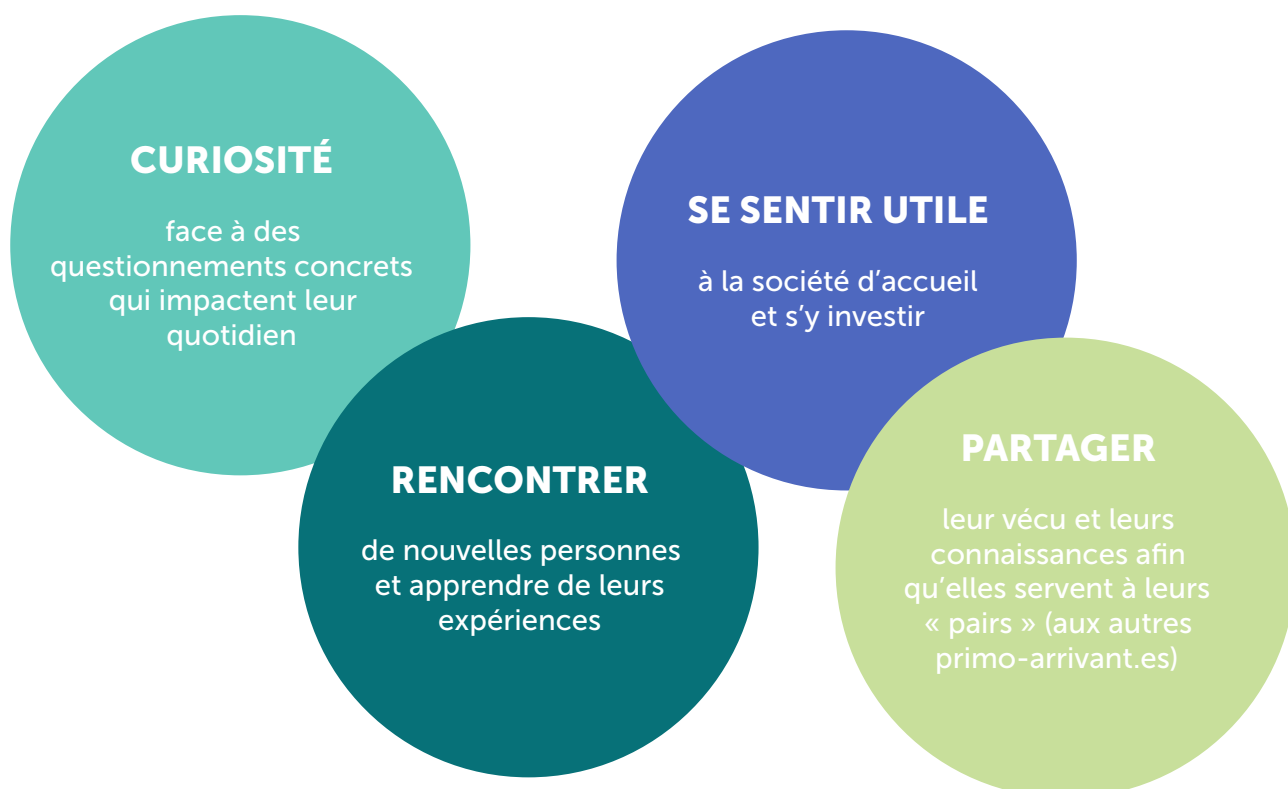 CURIOSITÉ
face à des
questionnements concrets
qui impactent leur
quotidien
RENCONTRER
de nouvelles personnes
et apprendre de leurs
expériences
SE SENTIR UTILE
à la société d’accueil
et s’y investir
PARTAGER
leur vécu et leurs
connaissances afin
qu’elles servent à leurs
« pairs » (aux autres
primo-arrivant.es)